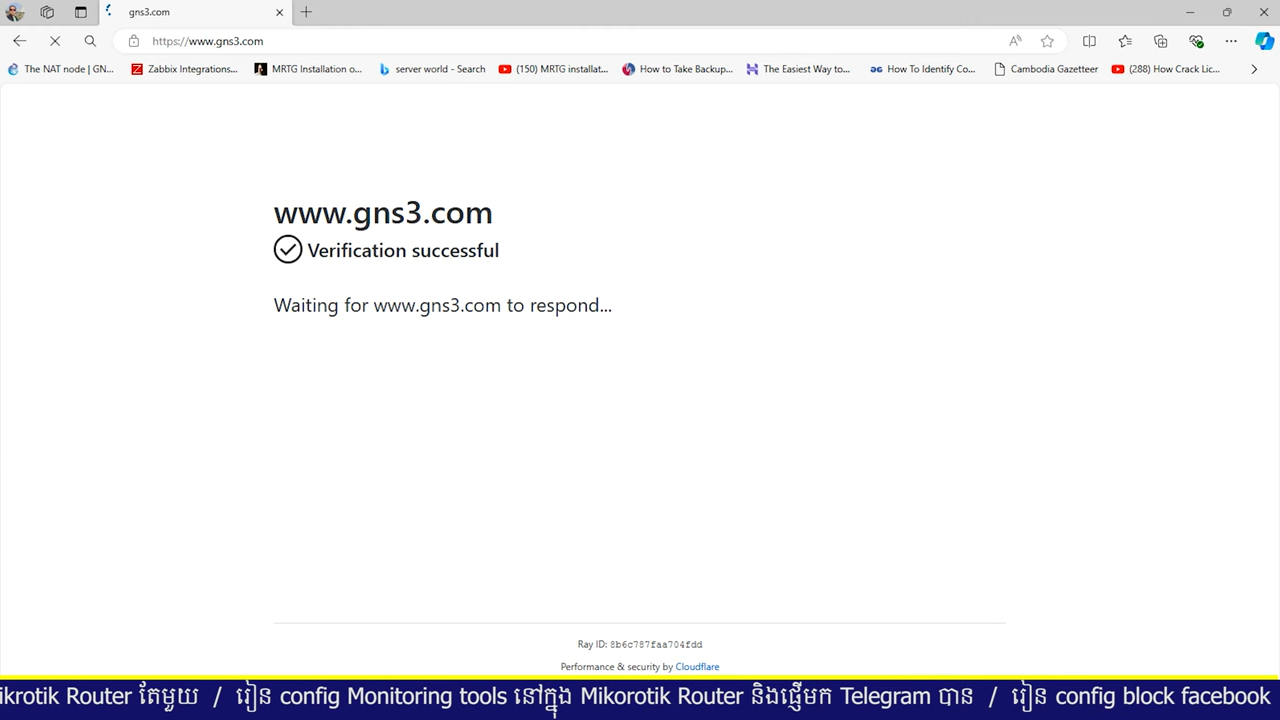 gns3.com
https://www.gns3.com
The NAT node | GN...
Zabbix Integrations...
MRTG Installation o...
server world - Search
(150) MRTG installat...
How to Take Backup...
The Easiest Way to...
How To Identify Co...
Cambodia Gazetteer
(288) How Crack Lic...
www.gns3.com
Verification successful
Waiting for www.gns3.com to respond...
Ray ID: 8b6c787faa704fdd
Performance & security by Cloudflare
ikrotik Router តែមួយ / រៀន config Monitoring tools នៅក្នុង Mikorotik Router និងផ្ញើមក Telegram បាន / រៀន config block facebook